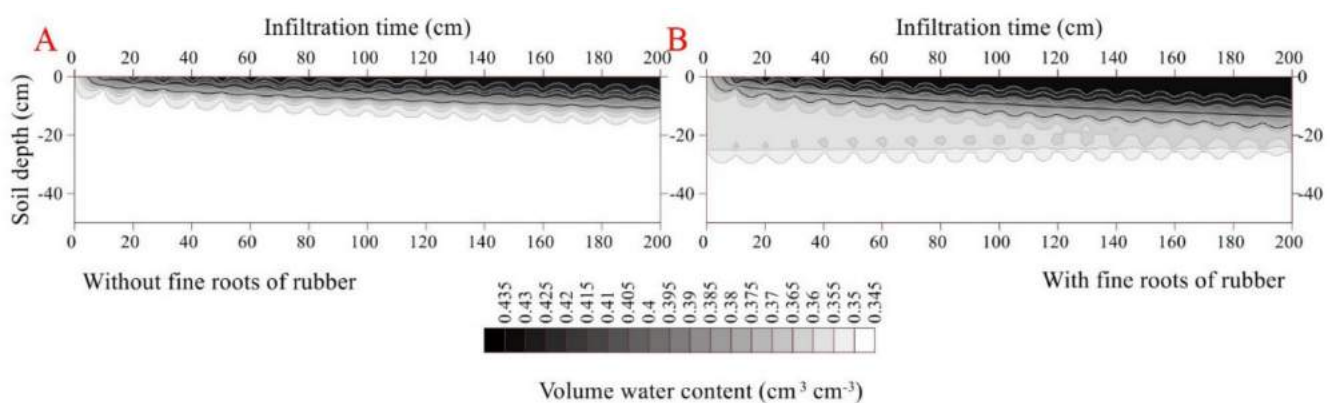 A
Infiltration time (cm)
0 20 40 60 80 100 120 140 160 180 200
Soil depth (cm)
0
-20
-40
0 20 40 60 80 100 120 140 160 180 200
Without fine roots of rubber
B
Infiltration time (cm)
0 20 40 60 80 100 120 140 160 180 200
0
-20
-40
0
-20
-40
0 20 40 60 80 100 120 140 160 180 200
With fine roots of rubber
0.435 0.43 0.425 0.42 0.415 0.41 0.405 0.4 0.395 0.39 0.385 0.38 0.375 0.37 0.365 0.36 0.355 0.35 0.345
Volume water content (cm³ cm⁻³)